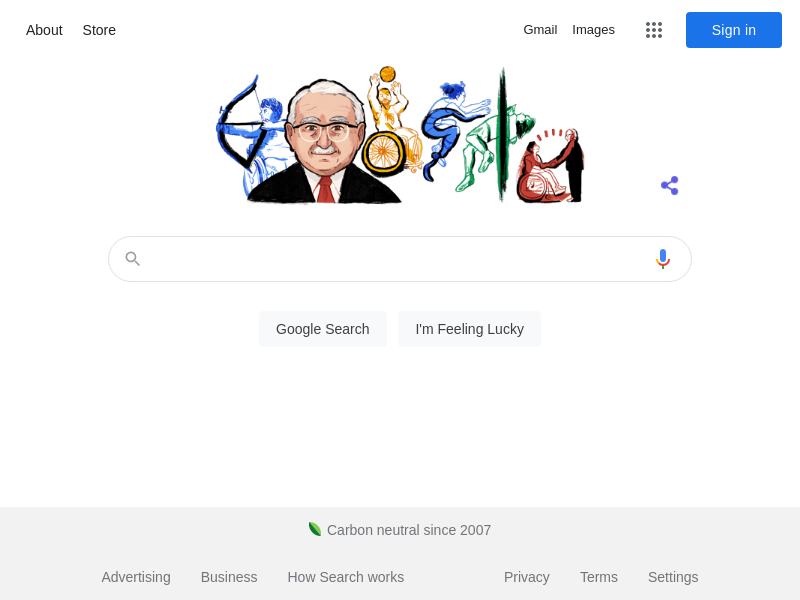 About Store Gmail Images Sign in
Google Search I'm Feeling Lucky
Carbon neutral since 2007
Advertising Business How Search works Privacy Terms Settings